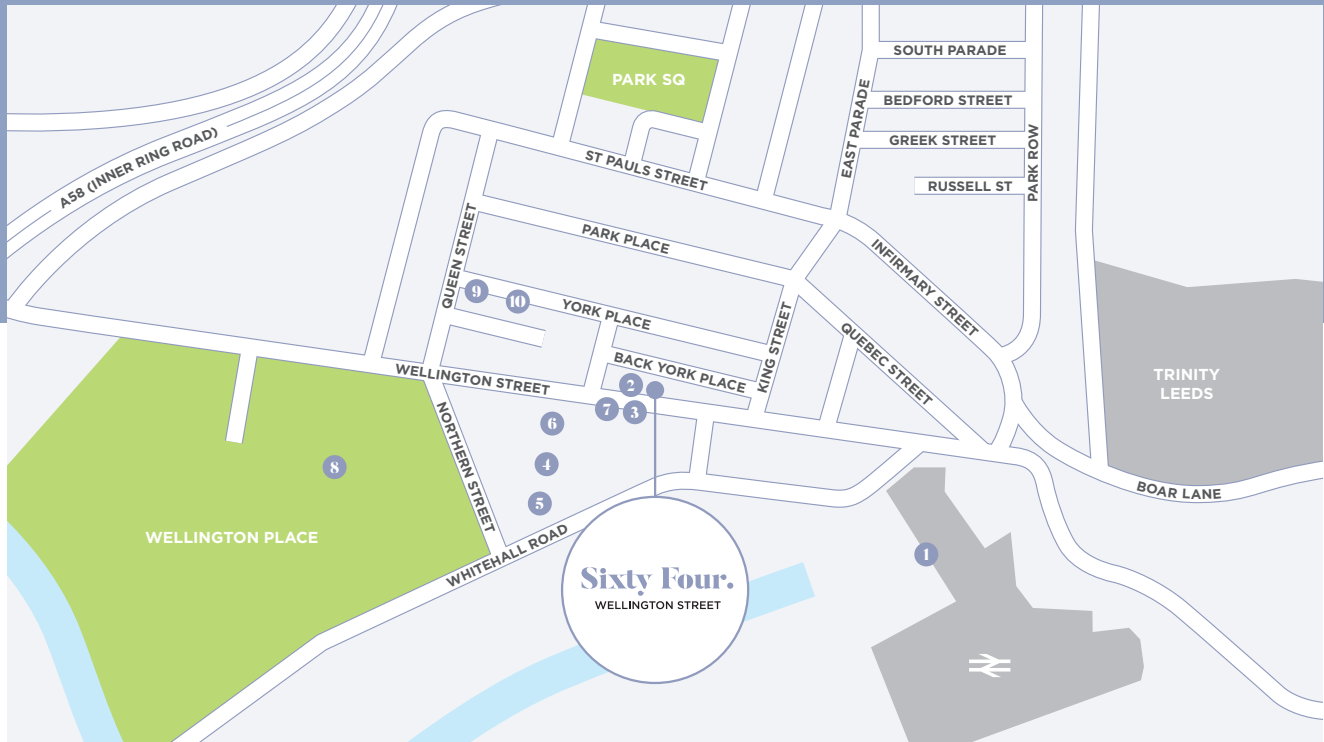 SOUTH PARADE
PARK SQ
BEDFORD STREET
EAST PARADE
GREEK STREET
PARK ROW
A58 (INNER RING ROAD)
ST PAULS STREET
RUSSELL ST
QUEEN STREET
PARK PLACE
INFIRMARY STREET
9
10
YORK PLACE
KING STREET
QUEBEC STREET
BACK YORK PLACE
WELLINGTON STREET
2
TRINITY
LEEDS
7
3
6
NORTHERN STREET
8
4
5
BOAR LANE
WELLINGTON PLACE
WHITEHALL ROAD
1
Sixty Four.
WELLINGTON STREET